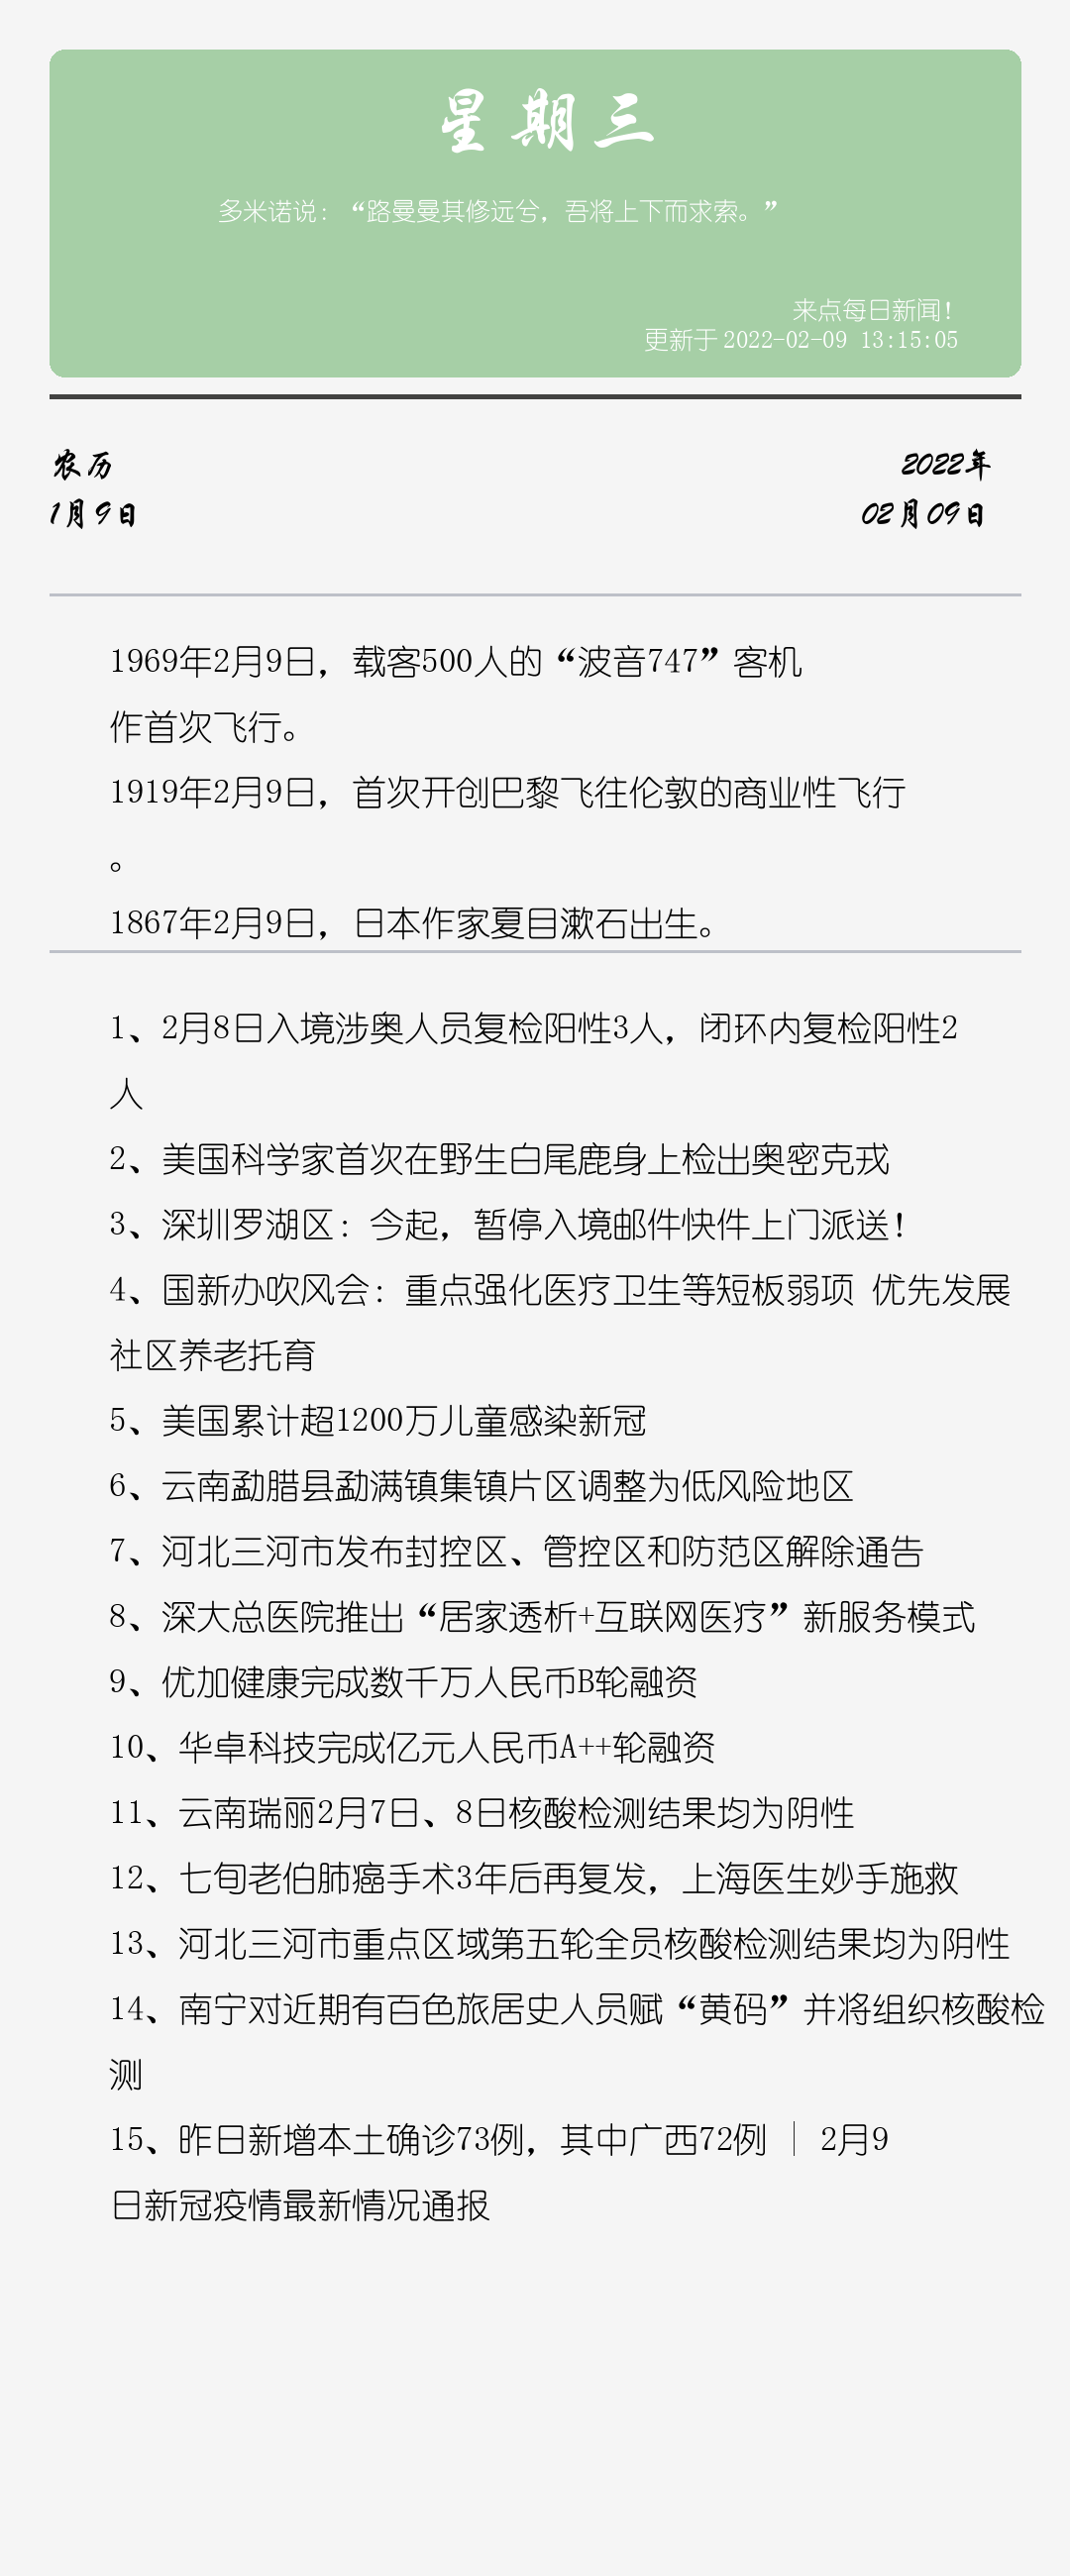 星期三
多米诺说：“路曼曼其修远兮，吾将上下而求索。”
来点每日新闻！
更新于2022-02-09 13:15:05
农历
2022年
1月9日
02月09日
1969年2月9日，载客500人的“波音747”客机
作首次飞行。
1919年2月9日，首次开创巴黎飞往伦敦的商业性飞行
。
1867年2月9日，日本作家夏目漱石出生。
1、2月8日入境涉奥人员复检阳性3人，闭环内复检阳性2
人
2、美国科学家首次在野生白尾鹿身上检出奥密克戎
3、深圳罗湖区：今起，暂停入境邮件快件上门派送！
4、国新办吹风会：重点强化医疗卫生等短板弱项 优先发展
社区养老托育
5、美国累计超1200万儿童感染新冠
6、云南勐腊县勐满镇集镇片区调整为低风险地区
7、河北三河市发布封控区、管控区和防范区解除通告
8、深大总医院推出“居家透析+互联网医疗”新服务模式
9、优加健康完成数千万人民币B轮融资
10、华卓科技完成亿元人民币A++轮融资
11、云南瑞丽2月7日、8日核酸检测结果均为阴性
12、七旬老伯肺癌手术3年后再复发，上海医生妙手施救
13、河北三河市重点区域第五轮全员核酸检测结果均为阴性
14、南宁对近期有百色旅居史人员赋“黄码”并将组织核酸检
测
15、昨日新增本土确诊73例，其中广西72例 | 2月9
日新冠疫情最新情况通报